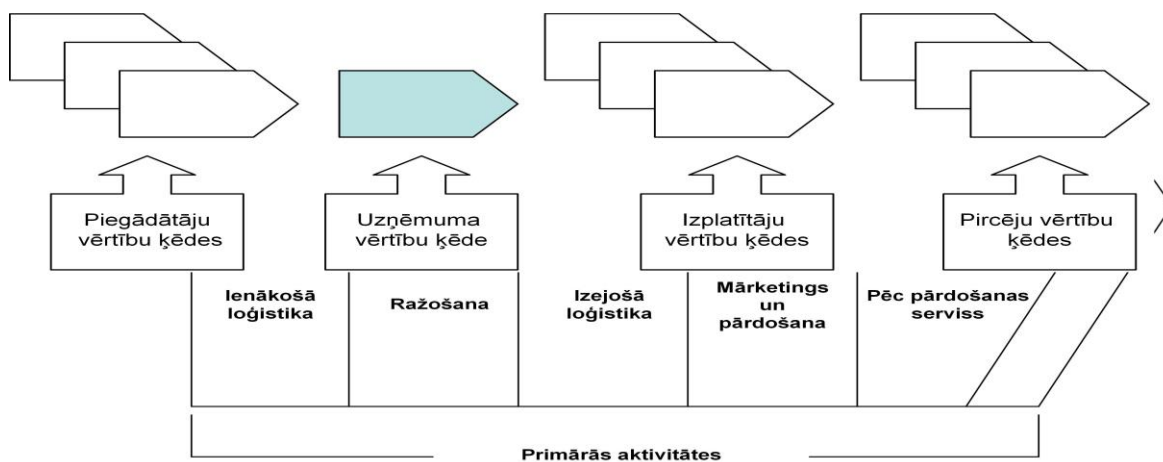 Piegādātāju
vērtību ķēdes
Uzņēmuma
vērtību ķēde
Izplatītāju
vērtību ķēdes
Pircēju vērtību
ķēdes
Ienākošā
loģistika
Ražošana
Izejošā
loģistika
Mārketings
un
pārdošana
Pēc pārdošanas
serviss
Primārās aktivitātes